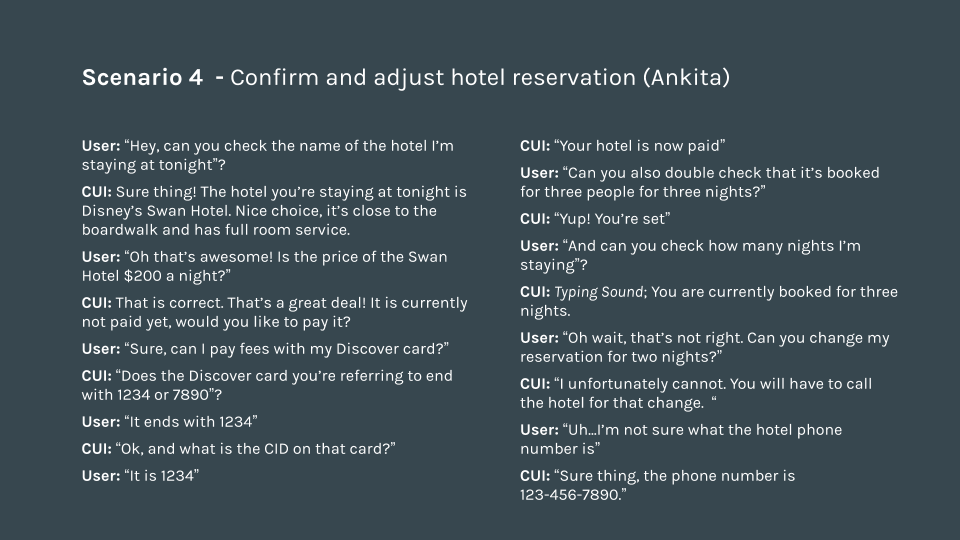 Scenario 4 - Confirm and adjust hotel reservation (Ankita)
User: “Hey, can you check the name of the hotel I’m
staying at tonight”?
CUI: Sure thing! The hotel you’re staying at tonight is
Disney’s Swan Hotel. Nice choice, it’s close to the
boardwalk and has full room service.
User: “Oh that’s awesome! Is the price of the Swan
Hotel $200 a night?”
CUI: That is correct. That’s a great deal! It is currently
not paid yet, would you like to pay it?
User: “Sure, can I pay fees with my Discover card?”
CUI: “Does the Discover card you’re referring to end
with 1234 or 7890”?
User: “It ends with 1234”
CUI: “Ok, and what is the CID on that card?”
User: “It is 1234”
CUI: “Your hotel is now paid”
User: “Can you also double check that it’s booked
for three people for three nights?”
CUI: “Yup! You’re set”
User: “And can you check how many nights I’m
staying”?
CUI: Typing Sound; You are currently booked for three
nights.
User: “Oh wait, that’s not right. Can you change my
reservation for two nights?”
CUI: “I unfortunately cannot. You will have to call
the hotel for that change. “
User: “Uh...I’m not sure what the hotel phone
number is”
CUI: “Sure thing, the phone number is
123-456-7890.”